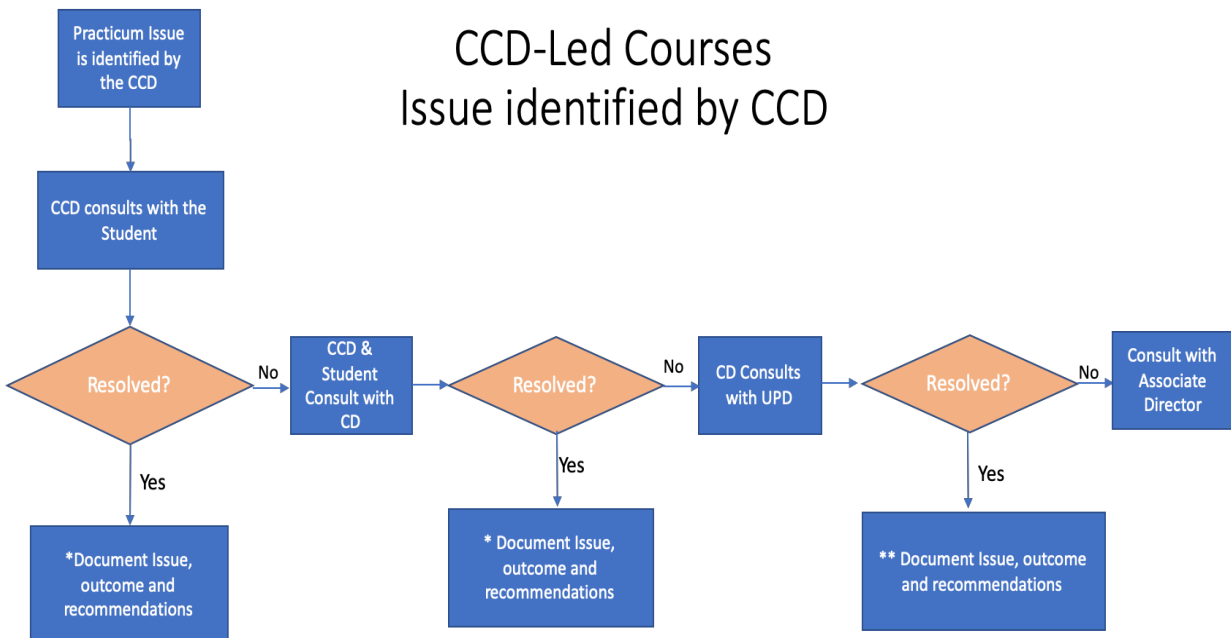 CCD-Led Courses
Issue identified by CCD
Practicum Issue
is identified by
the CCD
CCD consults with the
Student
Resolved?
No
CCD &
Student
Consult with
CD
Resolved?
No
CD Consults
with UPD
Resolved?
No
Consult with
Associate
Director
Yes
Yes
Yes
*Document Issue,
outcome and
recommendations
* Document Issue,
outcome and
recommendations
** Document Issue, outcome
and recommendations